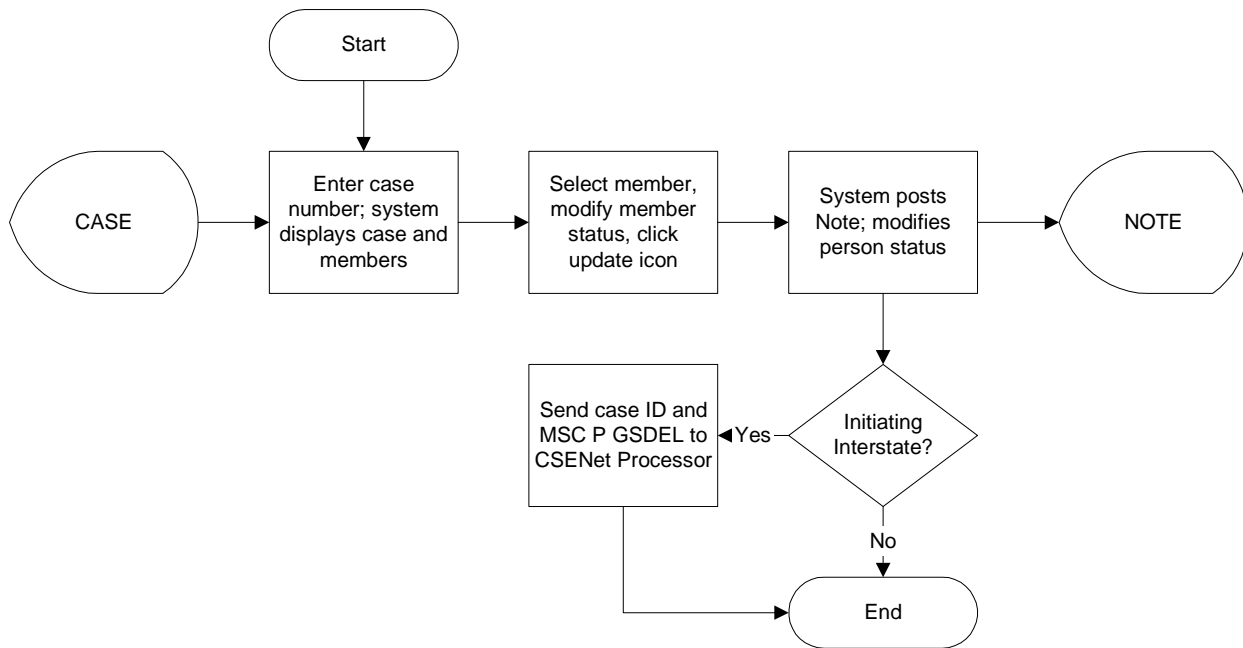 Start
CASE
Enter case
number; system
displays case and
members
Select member,
modify member
status, click
update icon
System posts
Note; modifies
person status
NOTE
Send case ID and
MSC P GSDEL to
CSENet Processor
Yes
Initiating
Interstate?
No
End